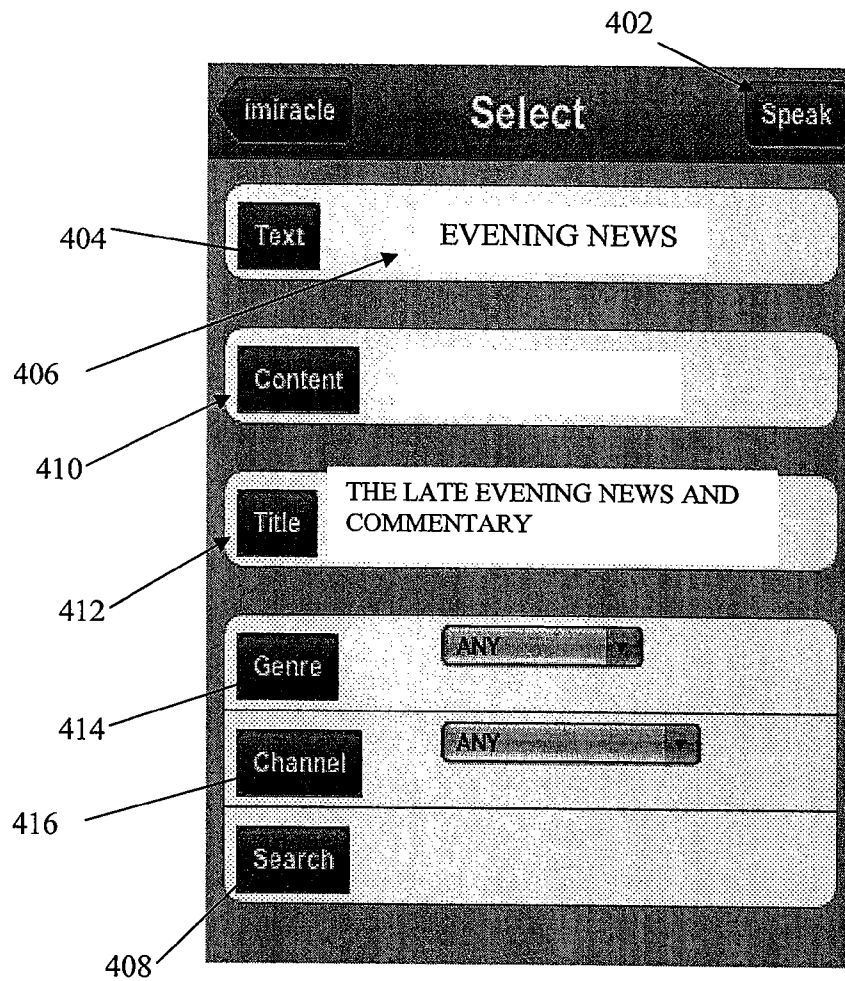 402
imiracle Select Speak
404
Text EVENING NEWS
406
Content
410
Title THE LATE EVENING NEWS AND
COMMENTARY
412
Genre ANY
414
Channel ANY
416
Search
408